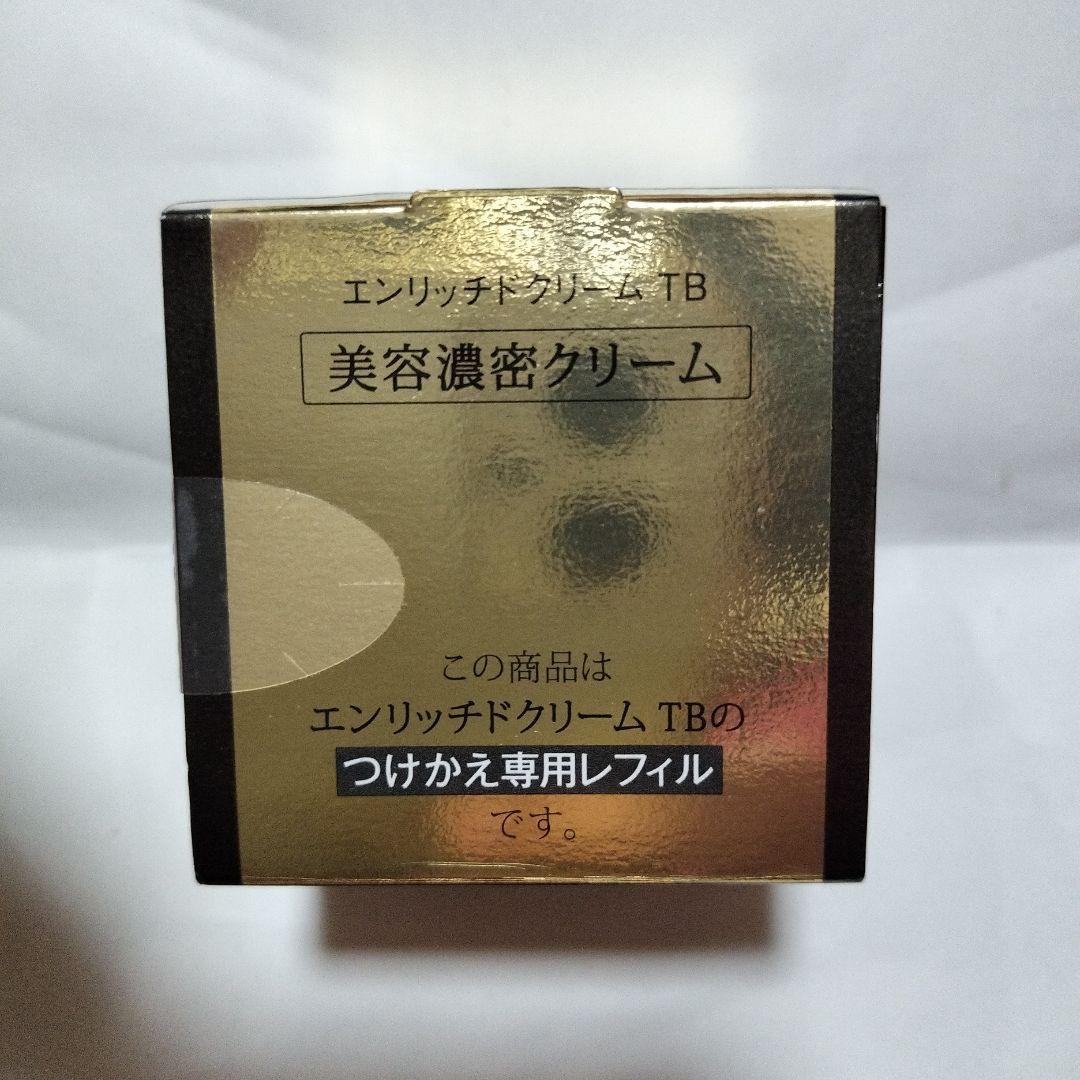 エンリッチドクリーム TB
美容濃密クリーム
この商品は
エンリッチドクリーム TBの
つけかえ専用レフィル
です。